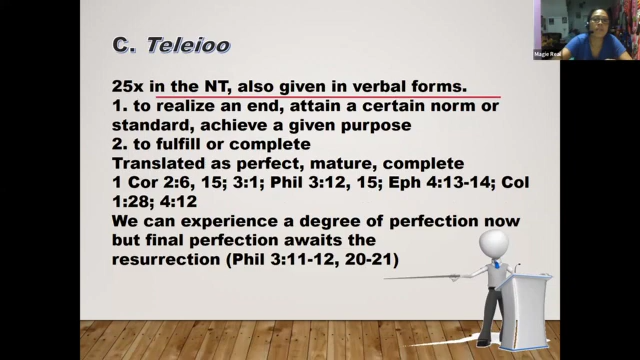 C. Teleioo
25x in the NT, also given in verbal forms.
1. to realize an end, attain a certain norm or
standard, achieve a given purpose
2. to fulfill or complete
Translated as perfect, mature, complete
1 Cor 2:6, 15; 3:1; Phil 3:12, 15; Eph 4:13-14; Col
1:28; 4:12
We can experience a degree of perfection now
but final perfection awaits the
resurrection (Phil 3:11-12, 20-21)
Magie Real